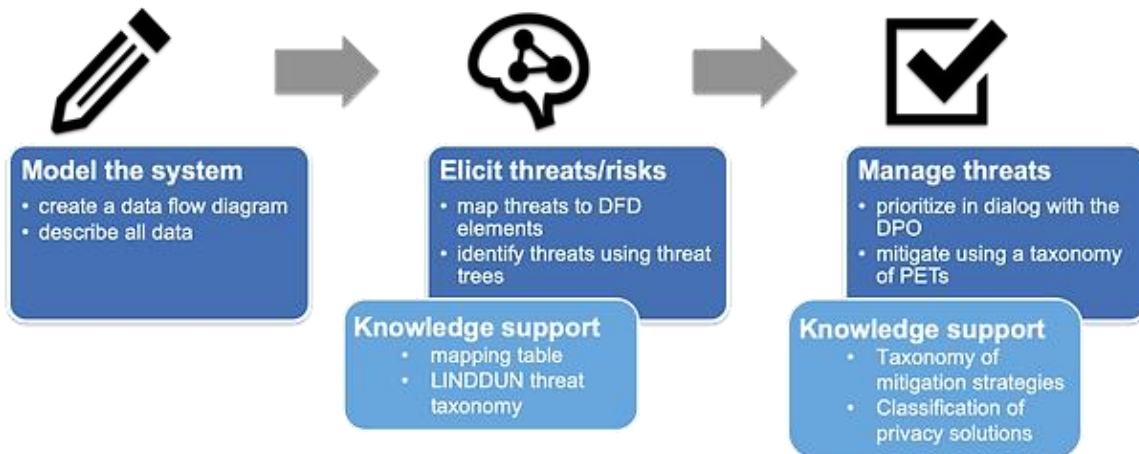 Model the system
• create a data flow diagram
• describe all data
Elicit threats/risks
• map threats to DFD
elements
• identify threats using threat
trees
Knowledge support
• mapping table
• LINDDUN threat
taxonomy
Manage threats
• prioritize in dialog with the
DPO
• mitigate using a taxonomy
of PETs
Knowledge support
• Taxonomy of
mitigation strategies
• Classification of
privacy solutions